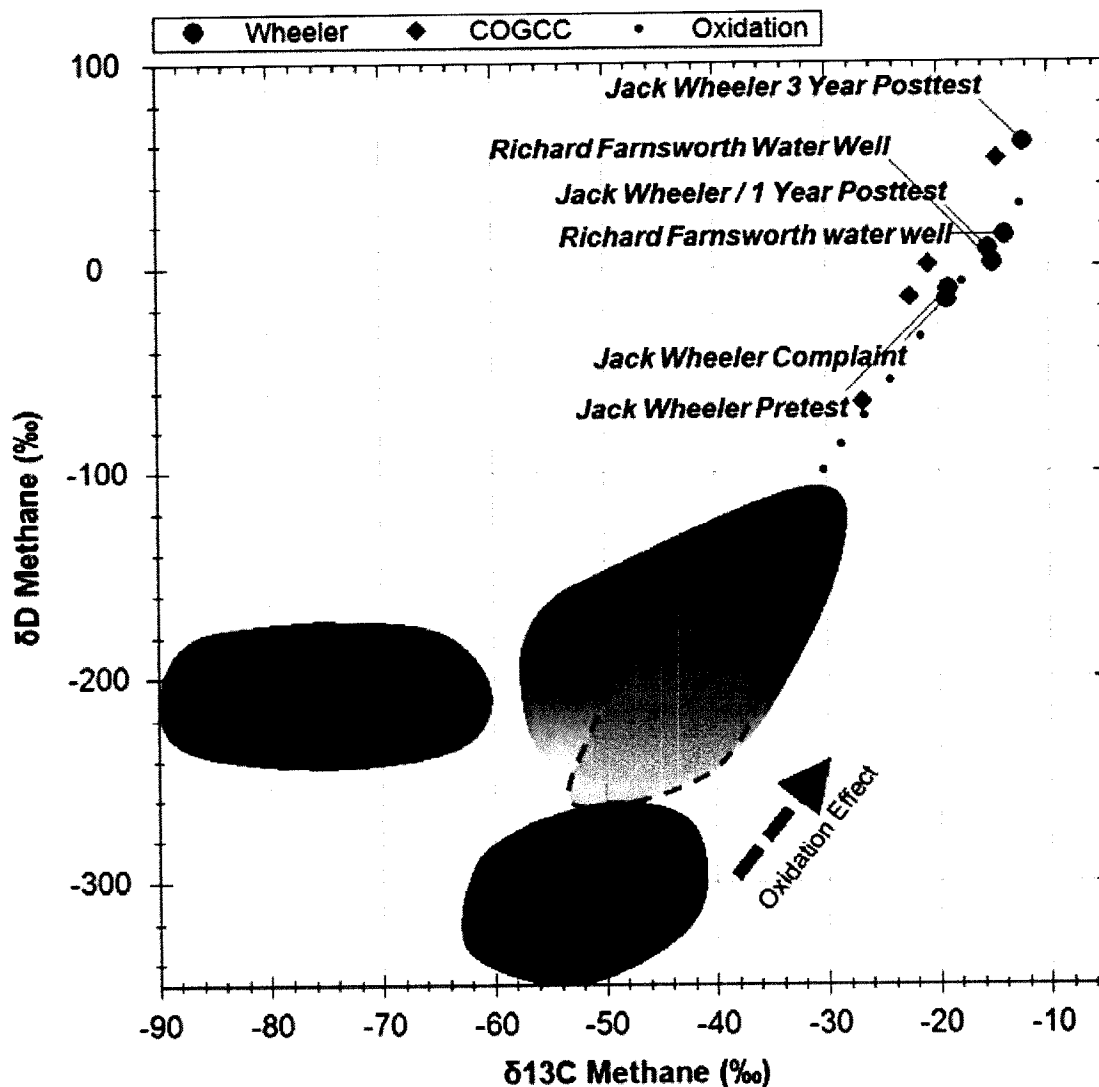 Wheeler COGCC Oxidation
100
Jack Wheeler 3 Year Posttest
Richard Farnsworth Water Well
Jack Wheeler / 1 Year Posttest
Richard Farnsworth water well
0
Jack Wheeler Complaint
Jack Wheeler Pretest
-100
δD Methane (‰)
-200
Oxidation Effect
-300
-90 -80 -70 -60 -50 -40 -30 -20 -10
δ13C Methane (‰)